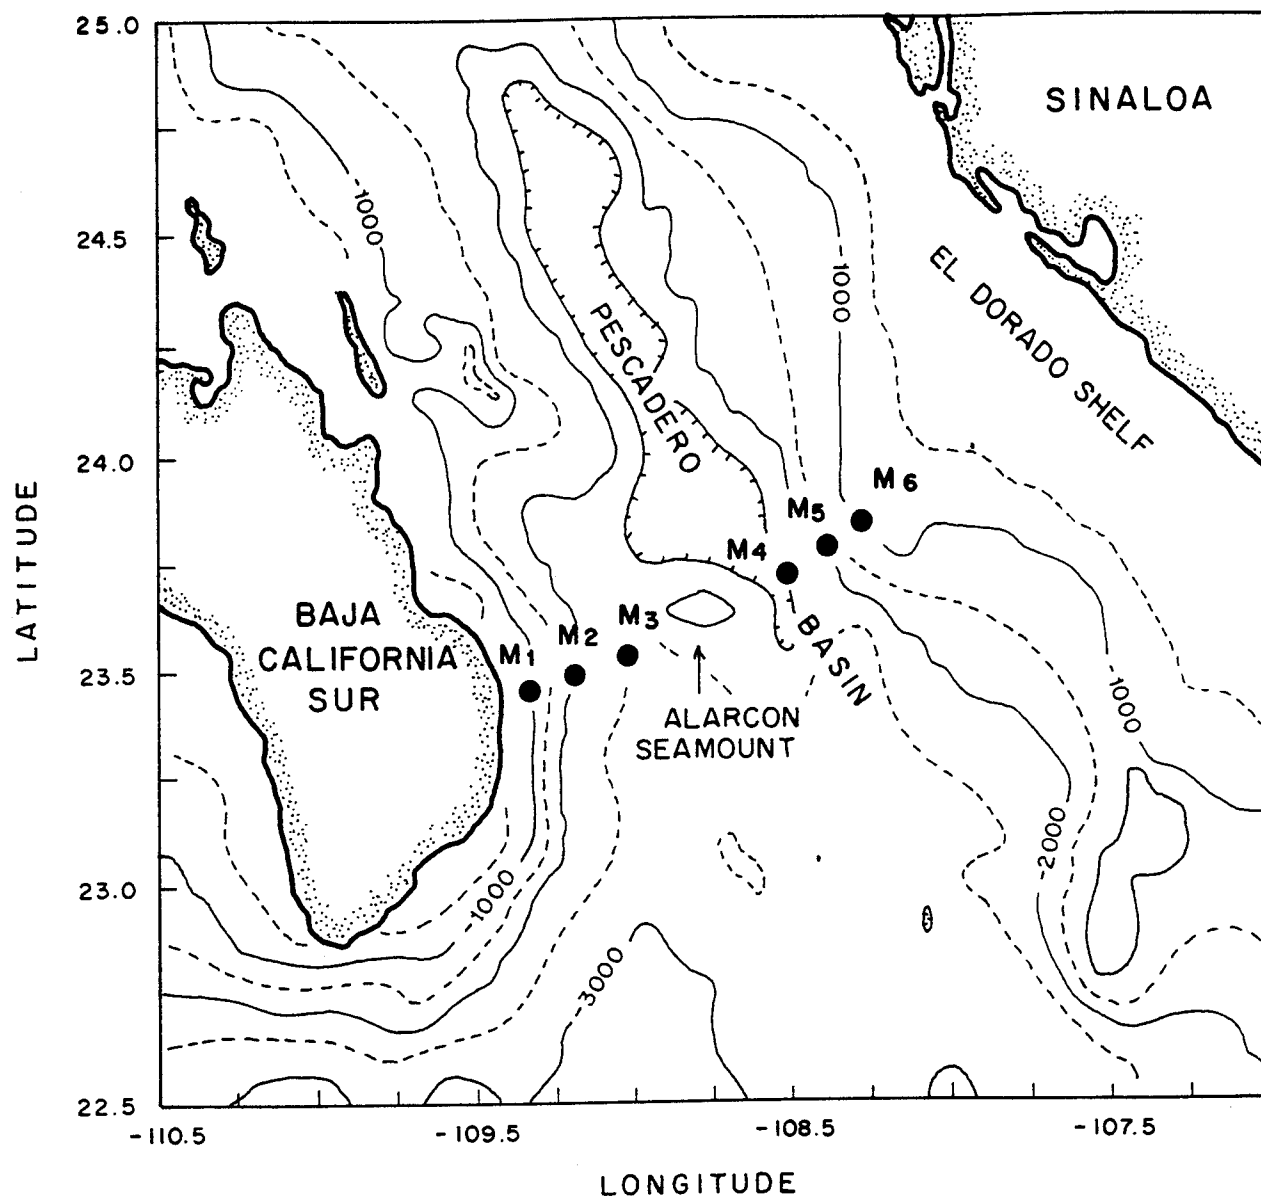 25.0
24.5
24.0
23.5
23.0
22.5
LATITUDE
-110.5
-109.5
-108.5
-107.5
LONGITUDE
SINALOA
EL DORADO SHELF
PESCADERO
BASIN
BAJA
CALIFORNIA
SUR
ALARCON
SEAMOUNT
M1
M2
M3
M4
M5
M6
1000
1000
1000
1000
2000
3000